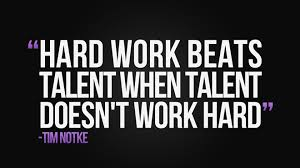 “HARD WORK BEATS
TALENT WHEN TALENT
DOESN'T WORK HARD”
-TIM NOTKE